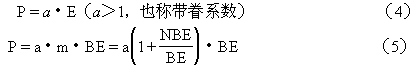 P=a·E（a>1，也称带眷系数） （4）
P=a·m·BE=a(1+NBE/BE)·BE （5）